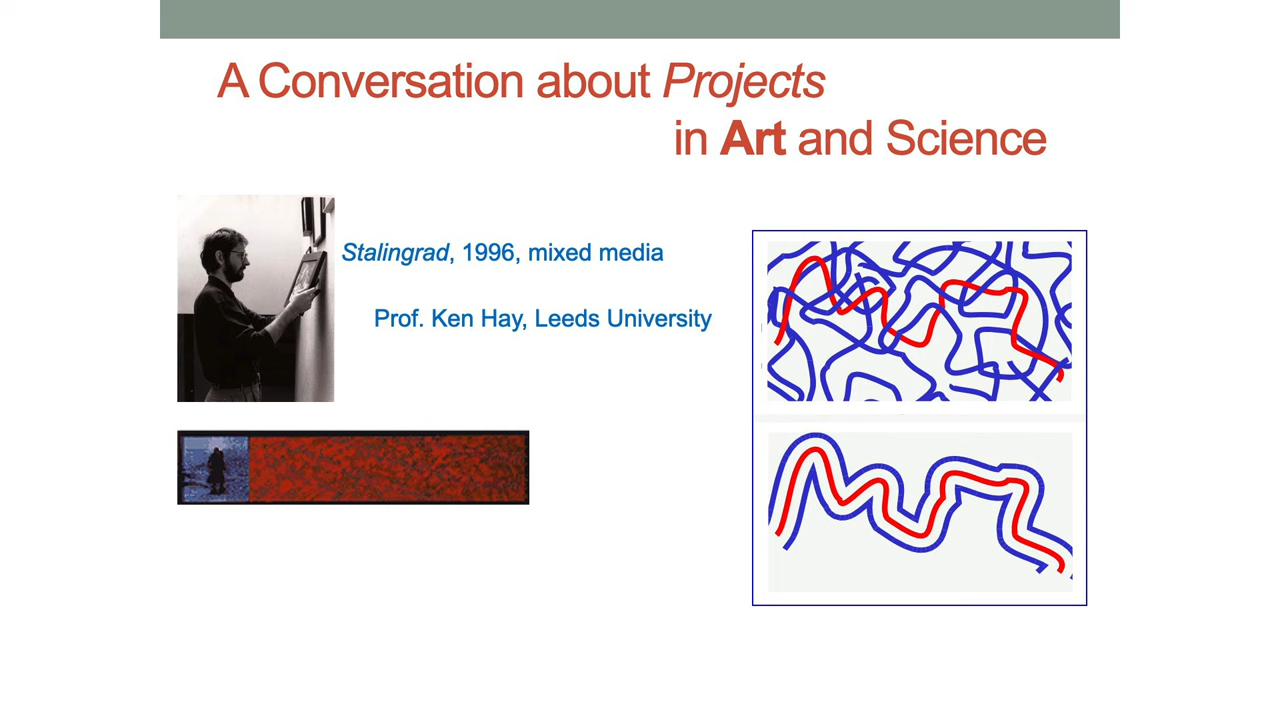 A Conversation about Projects
in Art and Science
Stalingrad, 1996, mixed media
Prof. Ken Hay, Leeds University